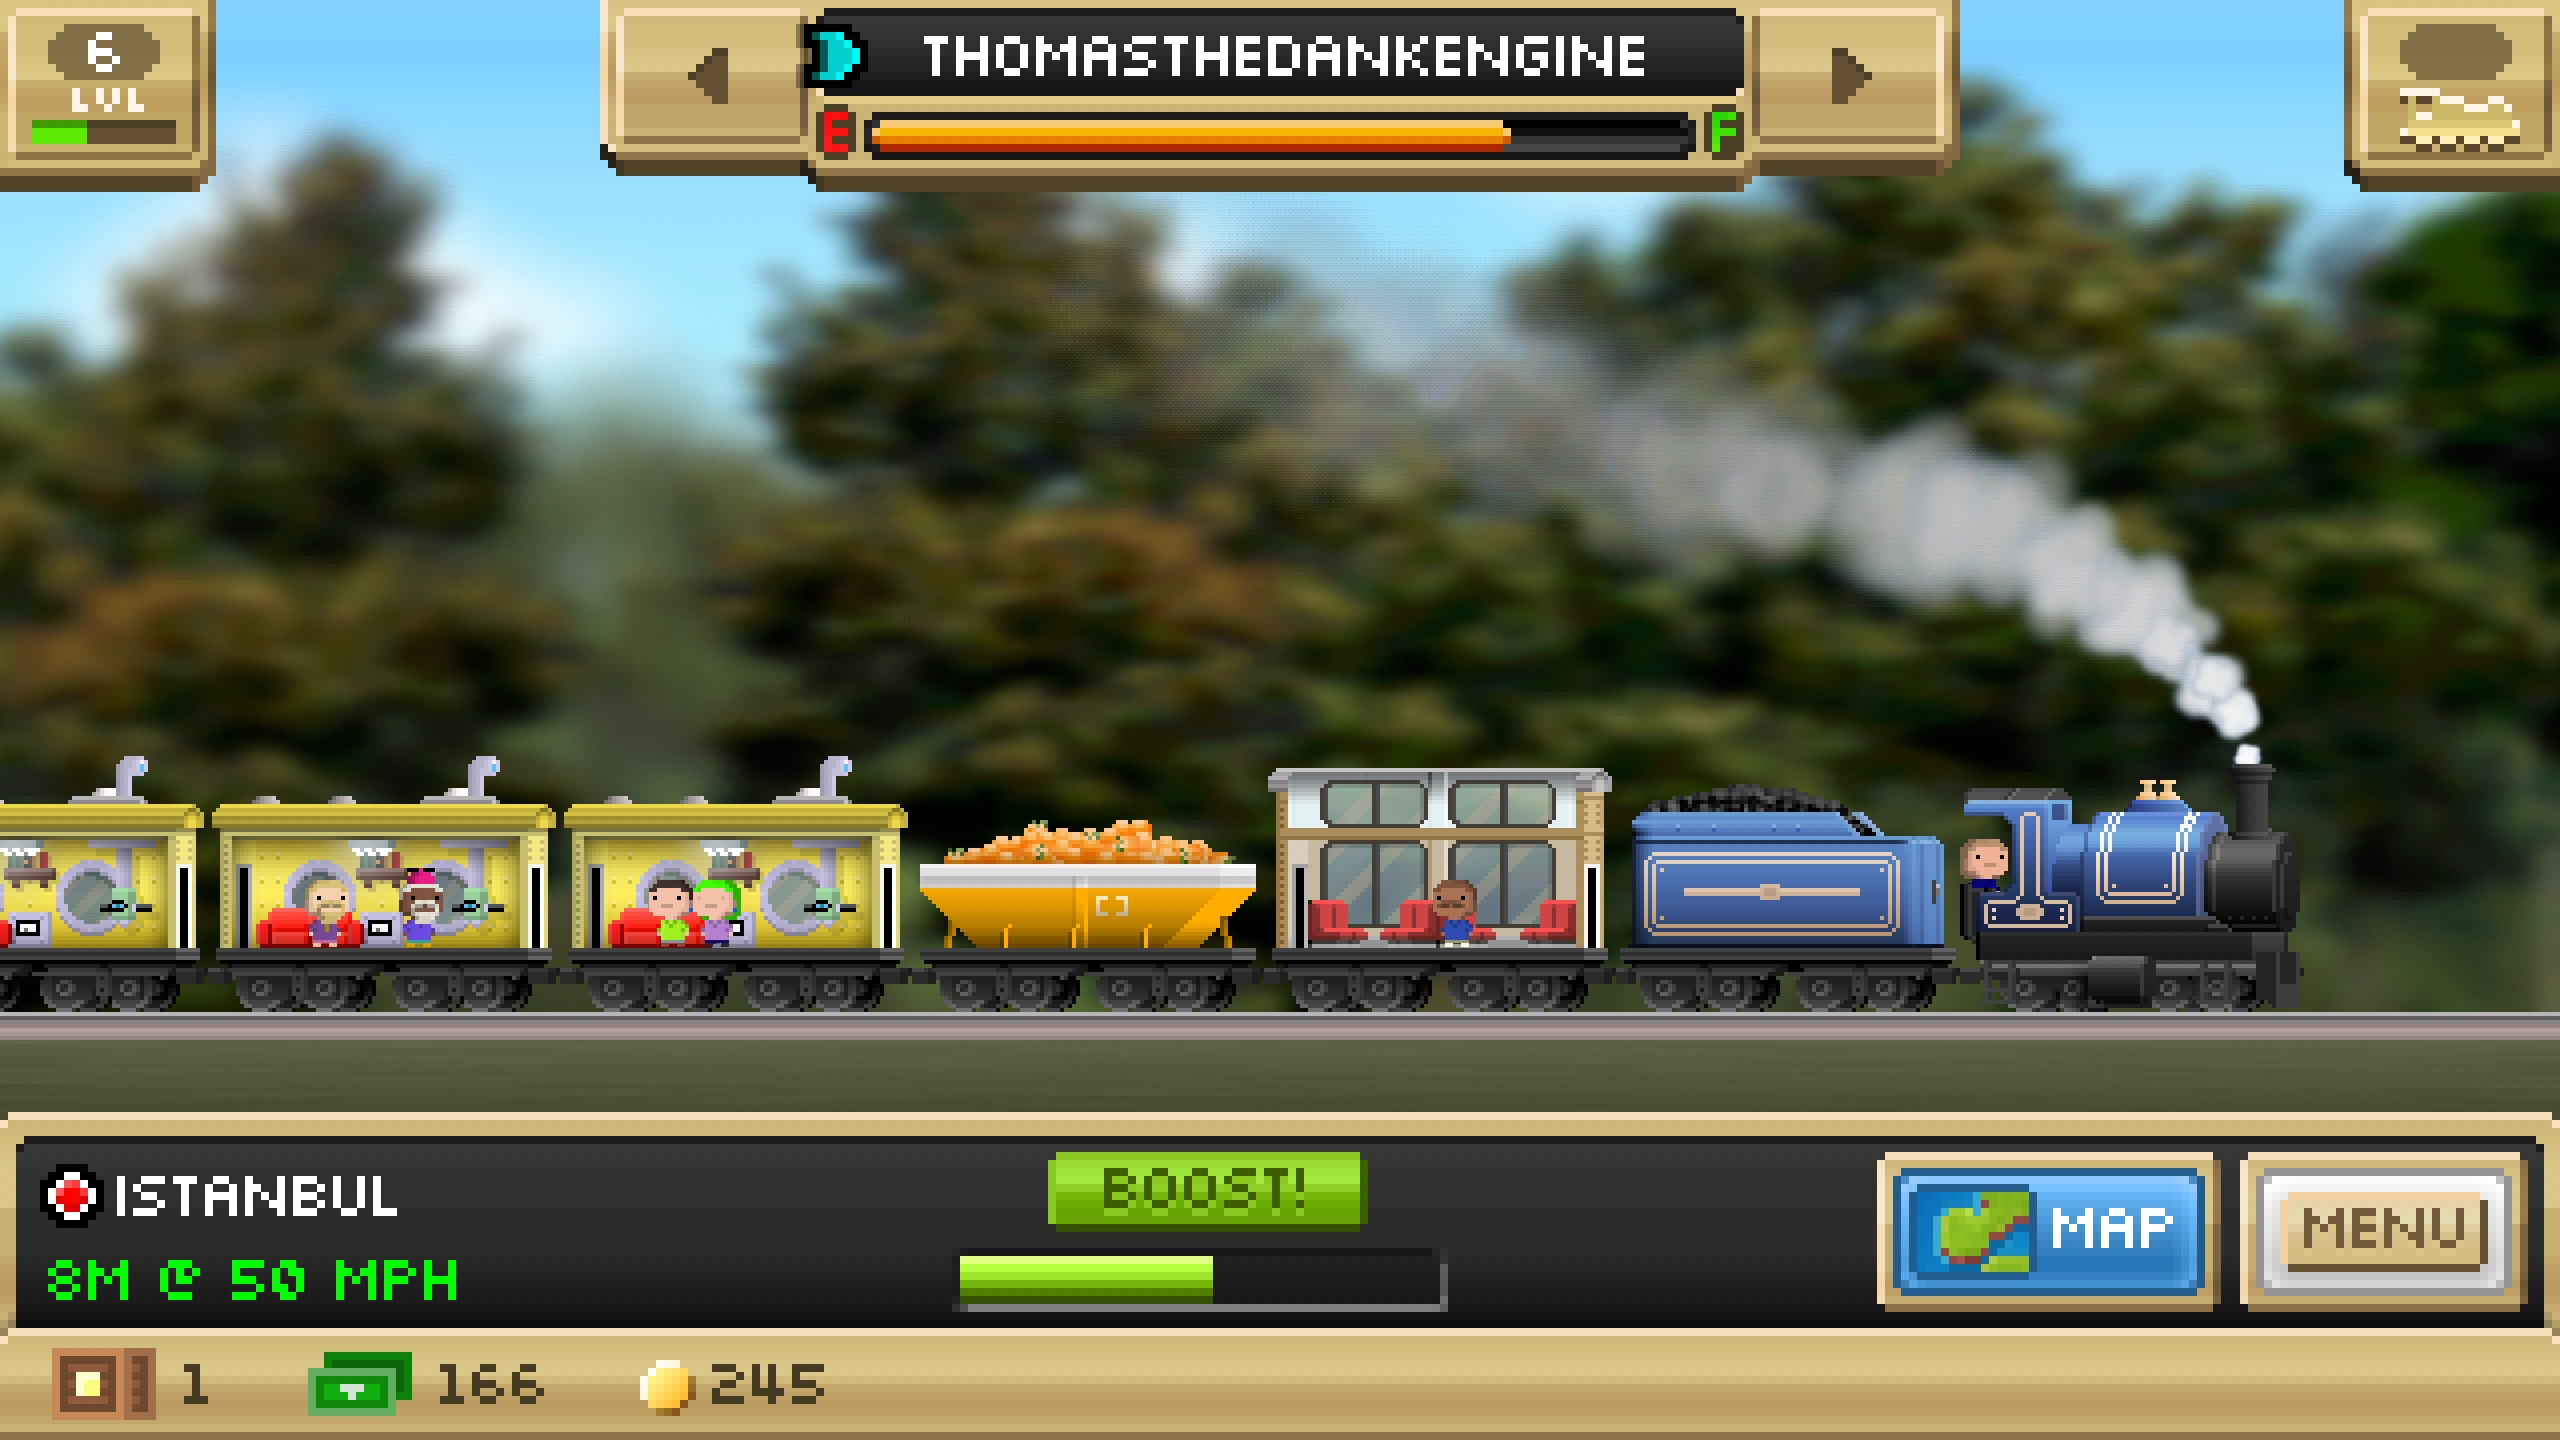 6
LVL
THOMASTHEDANKENGINE
E F
ISTANBUL
BOOST!
MAP
MENU
8M @ 50 MPH
1 166 245